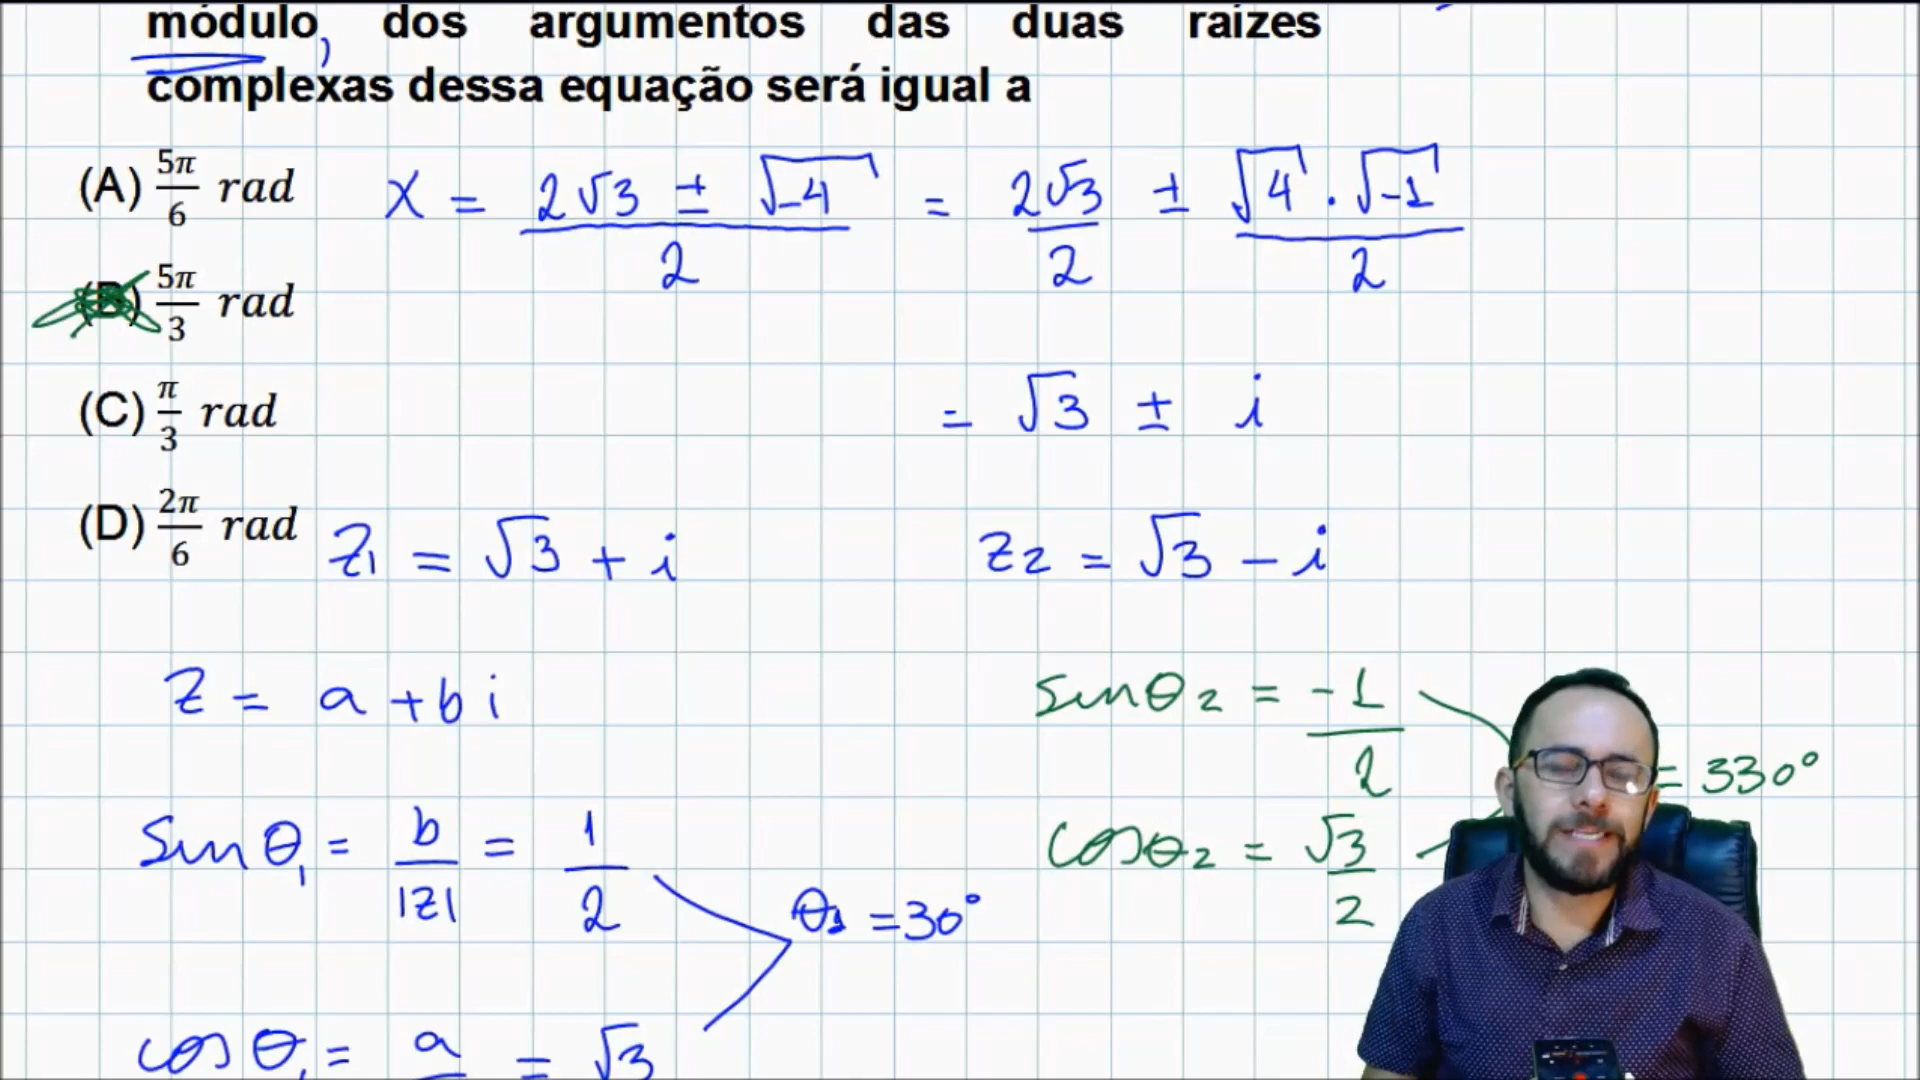 módulo, dos argumentos das duas raízes
complexas dessa equação será igual a
(A) 5π/6 rad
x = (2√3 ± √-4)/2 = 2√3/2 ± (√4 . √-1)/2
(B) 5π/3 rad
(C) π/3 rad
= √3 ± i
(D) 2π/6 rad
Z1 = √3 + i
Z2 = √3 - i
Z = a + bi
sin θ2 = -1/2
= 330°
cos θ2 = √3/2
sin θ1 = b/|Z| = 1/2
θ1 = 30°
cos θ1 = a = √3